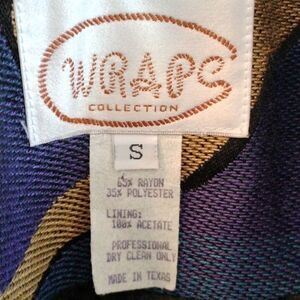 WRAPS
COLLECTION
S
65% RAYON
35% POLYESTER
LINING:
100% ACETATE
PROFESSIONAL
DRY CLEAN ONLY
MADE IN TEXAS